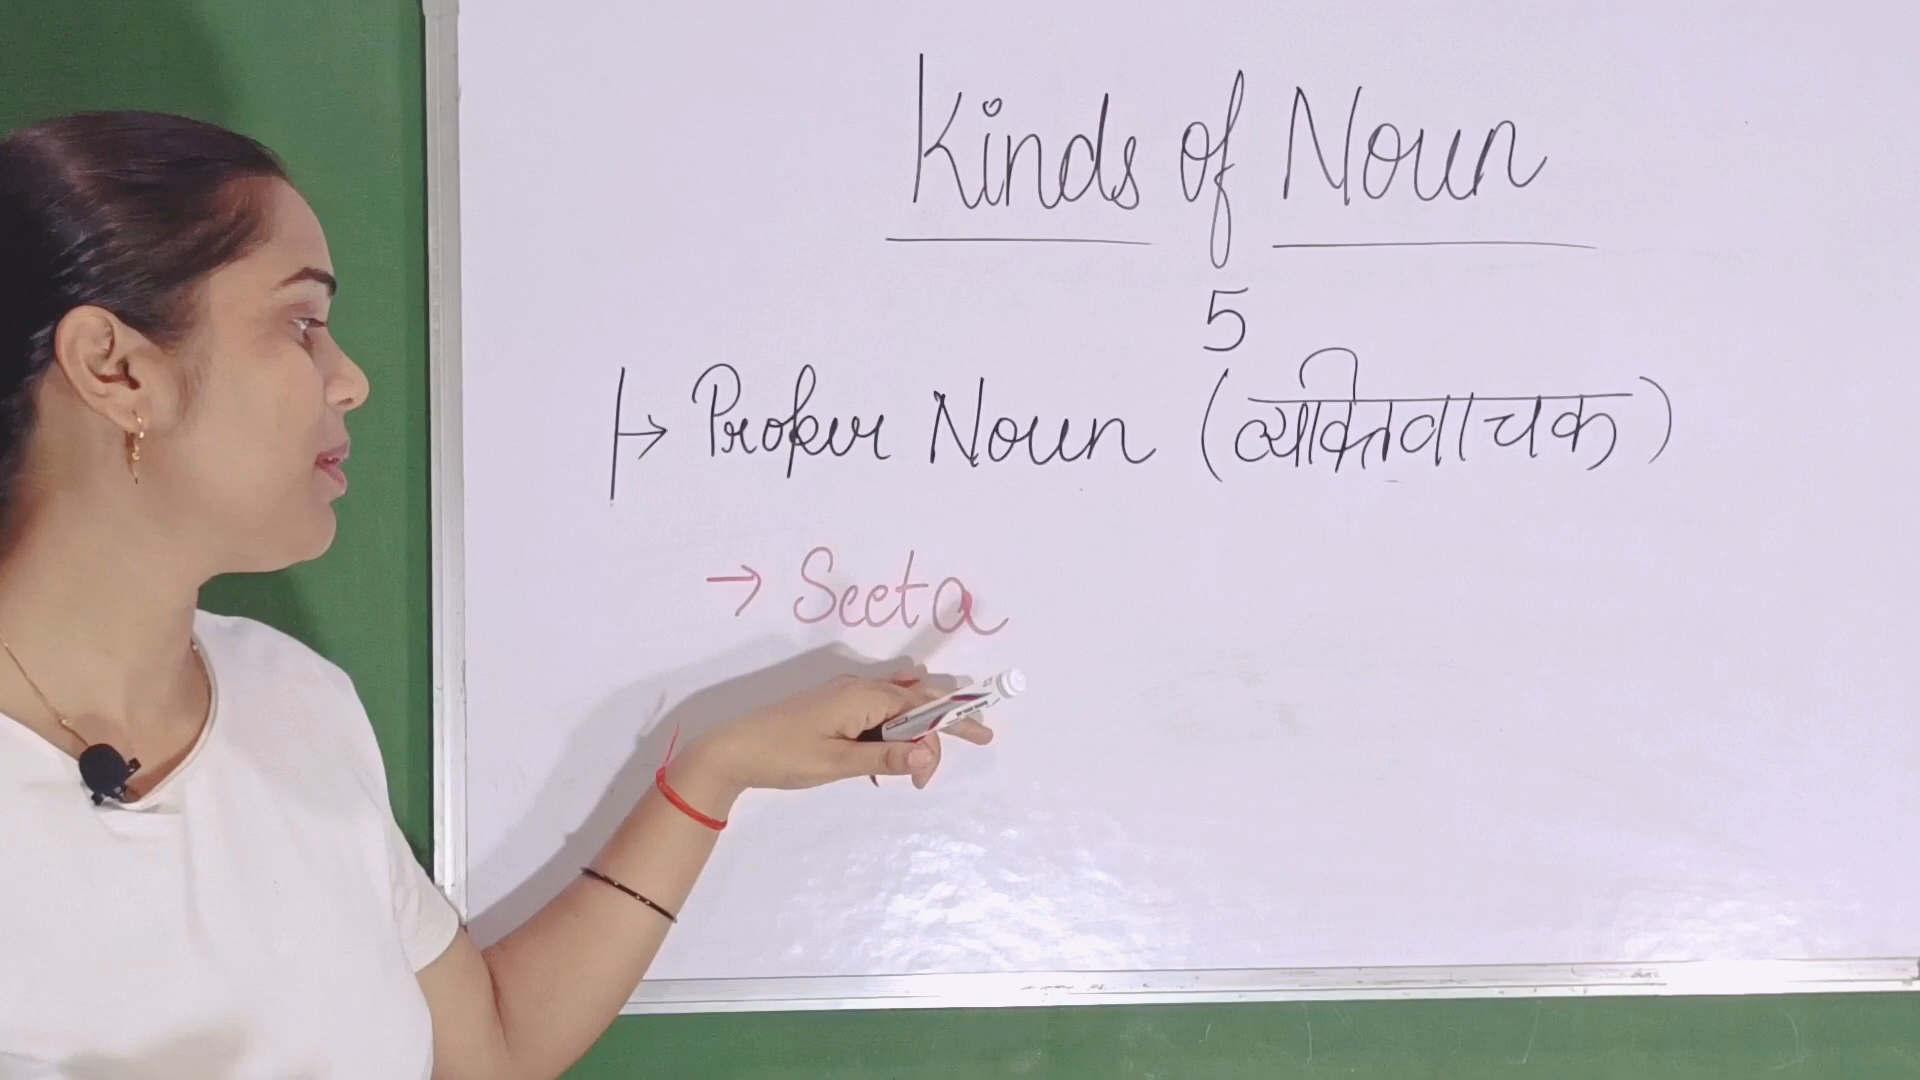 Kinds of Noun
5
→ Proper Noun (व्यक्तिवाचक)
→ Seeta